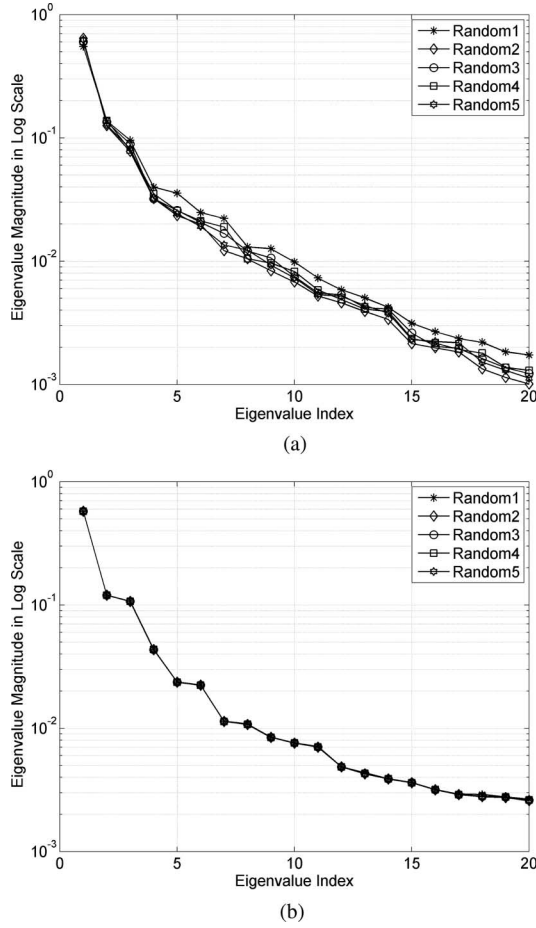 10^0
10^-1
10^-2
10^-3
Eigenvalue Magnitude in Log Scale
Random1
Random2
Random3
Random4
Random5
0 5 10 15 20
Eigenvalue Index
(a)
10^0
10^-1
10^-2
10^-3
Eigenvalue Magnitude in Log Scale
Random1
Random2
Random3
Random4
Random5
0 5 10 15 20
Eigenvalue Index
(b)